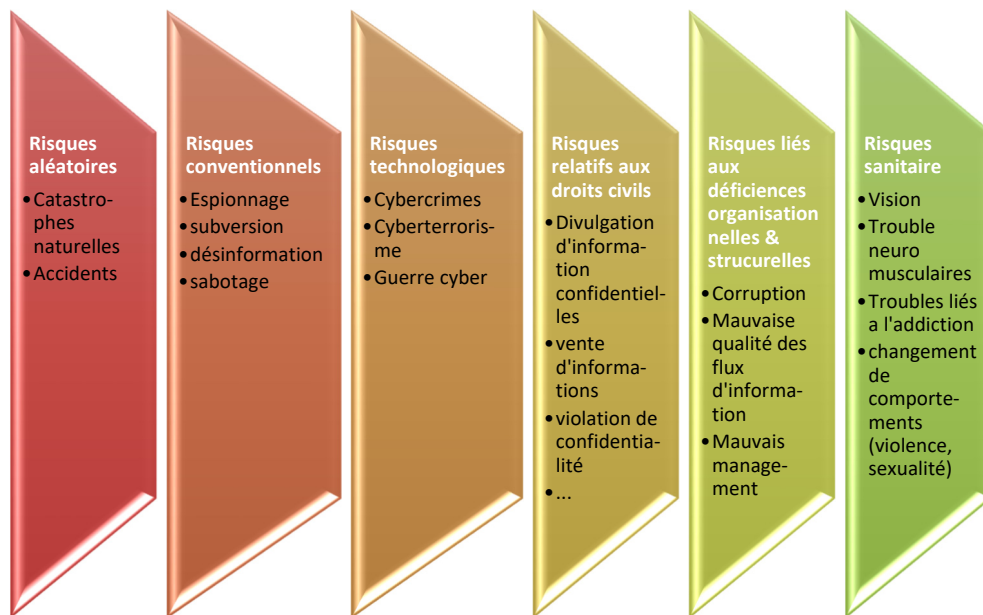 Risques
aléatoires
•Catastro-
phes
naturelles
•Accidents
Risques
conventionnels
•Espionnage
•subversion
•désinformation
•sabotage
Risques
technologiques
•Cybercrimes
•Cyberterroris-
me
•Guerre cyber
Risques
relatifs aux
droits civils
•Divulgation
d'informa-
tion
confidentiel-
les
•vente
d'informa-
tions
•violation de
confidentia-
lité
•...
Risques liés
aux
déficiences
organisation
nelles &
strucurelles
•Corruption
•Mauvaise
qualité des
flux
d'information
•Mauvais
manage-
ment
Risques
sanitaire
•Vision
•Trouble
neuro
musculaires
•Troubles liés
a l'addiction
•changement
de
comporte-
ments
(violence,
sexualité)